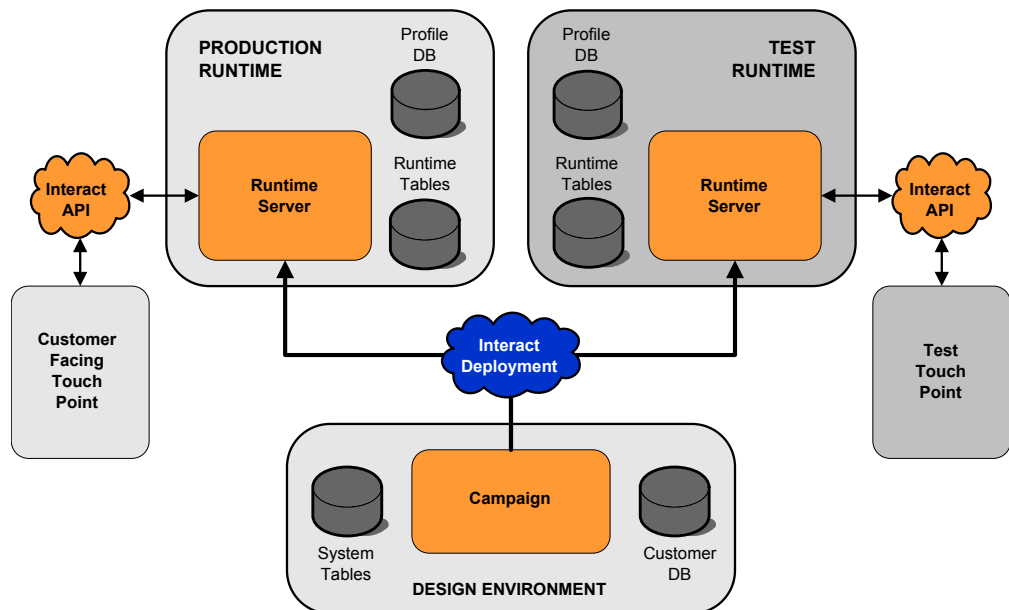 PRODUCTION
RUNTIME
Profile
DB
Runtime
Server
Runtime
Tables
Profile
DB
TEST
RUNTIME
Runtime
Tables
Runtime
Server
Interact
API
Interact
API
Customer
Facing
Touch
Point
Interact
Deployment
Test
Touch
Point
Campaign
System
Tables
Customer
DB
DESIGN ENVIRONMENT